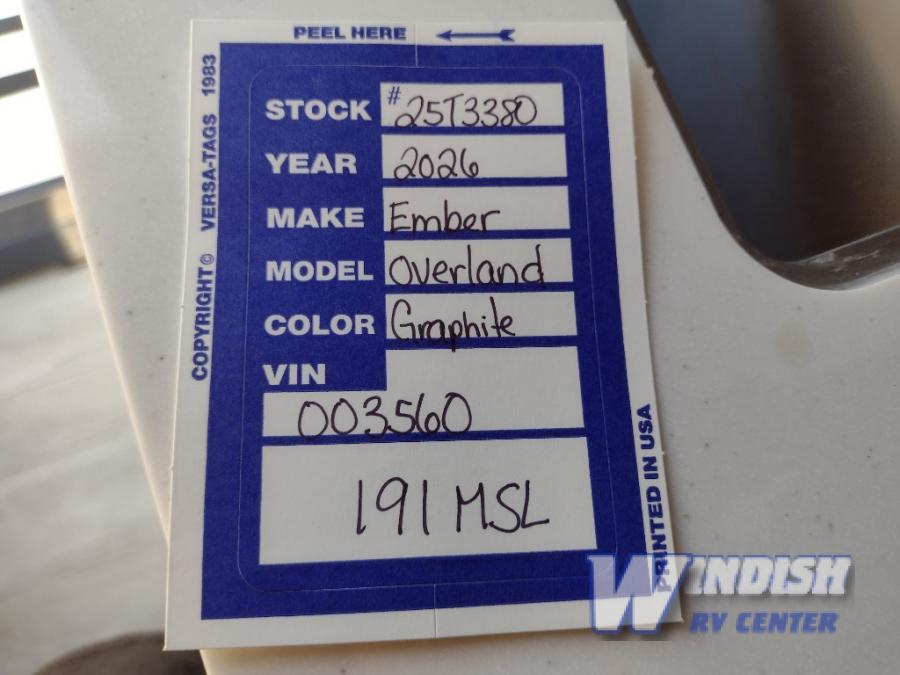 PEEL HERE
COPYRIGHT© VERSA-TAGS 1983
STOCK #25T3380
YEAR 2026
MAKE Ember
MODEL Overland
COLOR Graphite
VIN
003560
191 MSL
PRINTED IN USA
WINDISH
RV CENTER